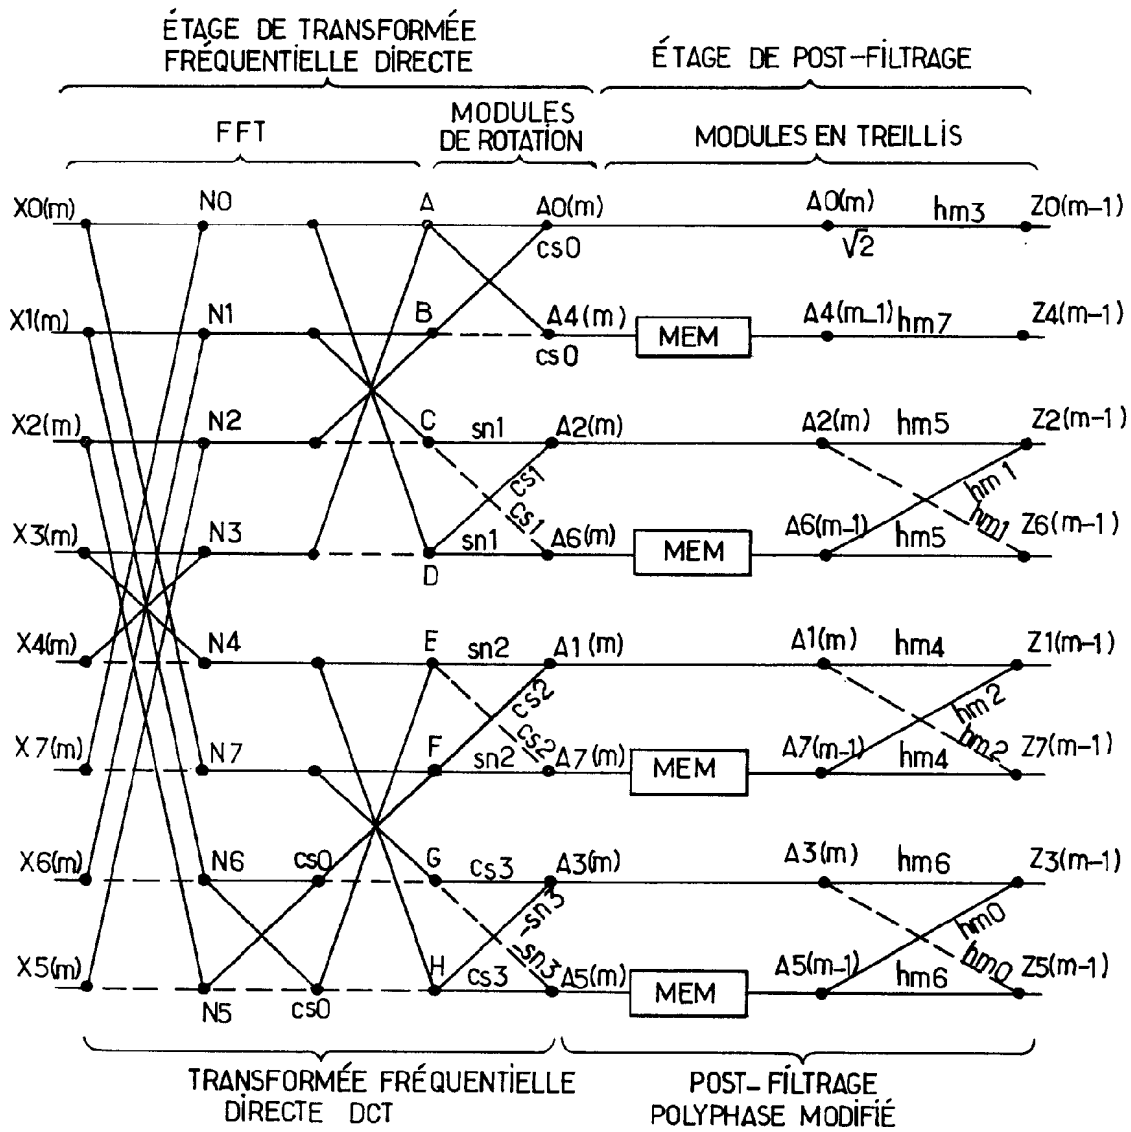 ÉTAGE DE TRANSFORMÉE
FRÉQUENTIELLE DIRECTE
ÉTAGE DE POST-FILTRAGE
FFT
MODULES
DE ROTATION
MODULES EN TREILLIS
X0(m) N0 A A0(m) A0(m) hm3 Z0(m-1)
cs0 √2
X1(m) N1 B A4(m) MEM A4(m-1) hm7 Z4(m-1)
cs0
X2(m) N2 C sn1 A2(m) A2(m) hm5 Z2(m-1)
cs1 hm1
cs1 hm1
X3(m) N3 D sn1 A6(m) MEM A6(m-1) hm5 Z6(m-1)
X4(m) N4 E sn2 A1(m) A1(m) hm4 Z1(m-1)
cs2 hm2
cs2 hm2
X7(m) N7 F sn2 A7(m) MEM A7(m-1) hm4 Z7(m-1)
X6(m) N6 cs0 G cs3 A3(m) A3(m) hm6 Z3(m-1)
-sn3 hm0
-sn3 hm0
X5(m) N5 cs0 H cs3 A5(m) MEM A5(m-1) hm6 Z5(m-1)
TRANSFORMÉE FRÉQUENTIELLE
DIRECTE DCT
POST-FILTRAGE
POLYPHASE MODIFIÉ